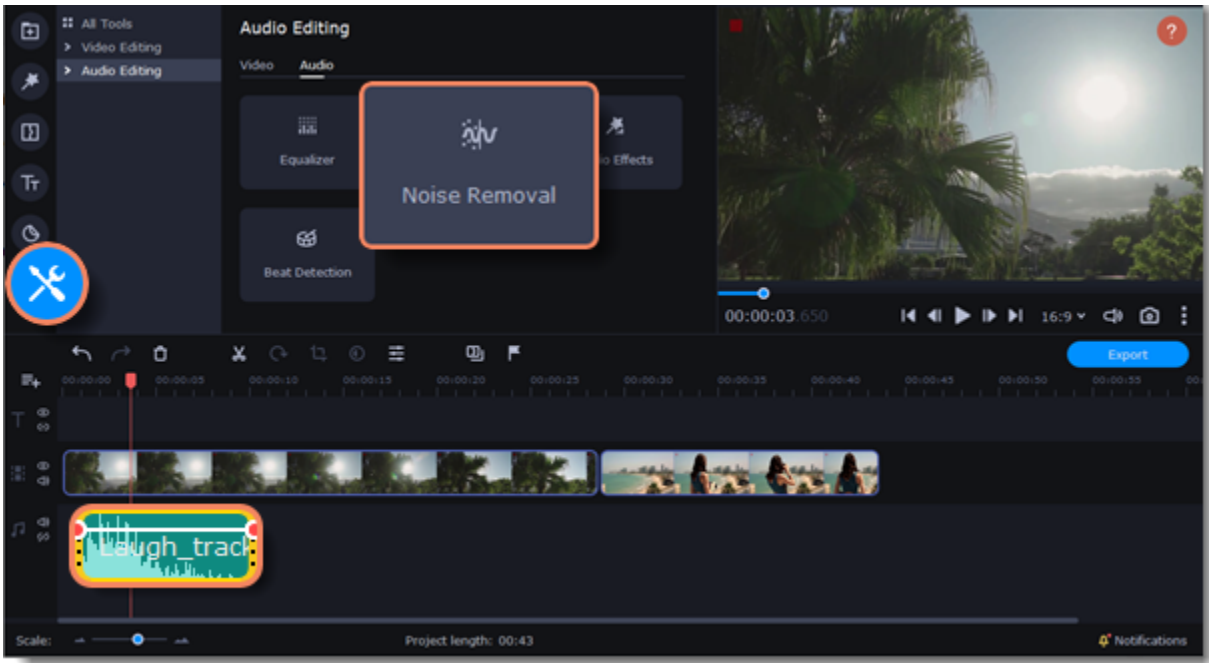 All Tools
Video Editing
Audio Editing
Audio Editing
Video Audio
Equalizer
Noise Removal
io Effects
Beat Detection
?
Tт
00:00:03.650
16:9
Export
00:00:00 00:00:05 00:00:10 00:00:15 00:00:20 00:00:25 00:00:30 00:00:35 00:00:40 00:00:45 00:00:50 00:00:55 00:
T
Laugh_track
Scale:
Project length: 00:43
Notifications